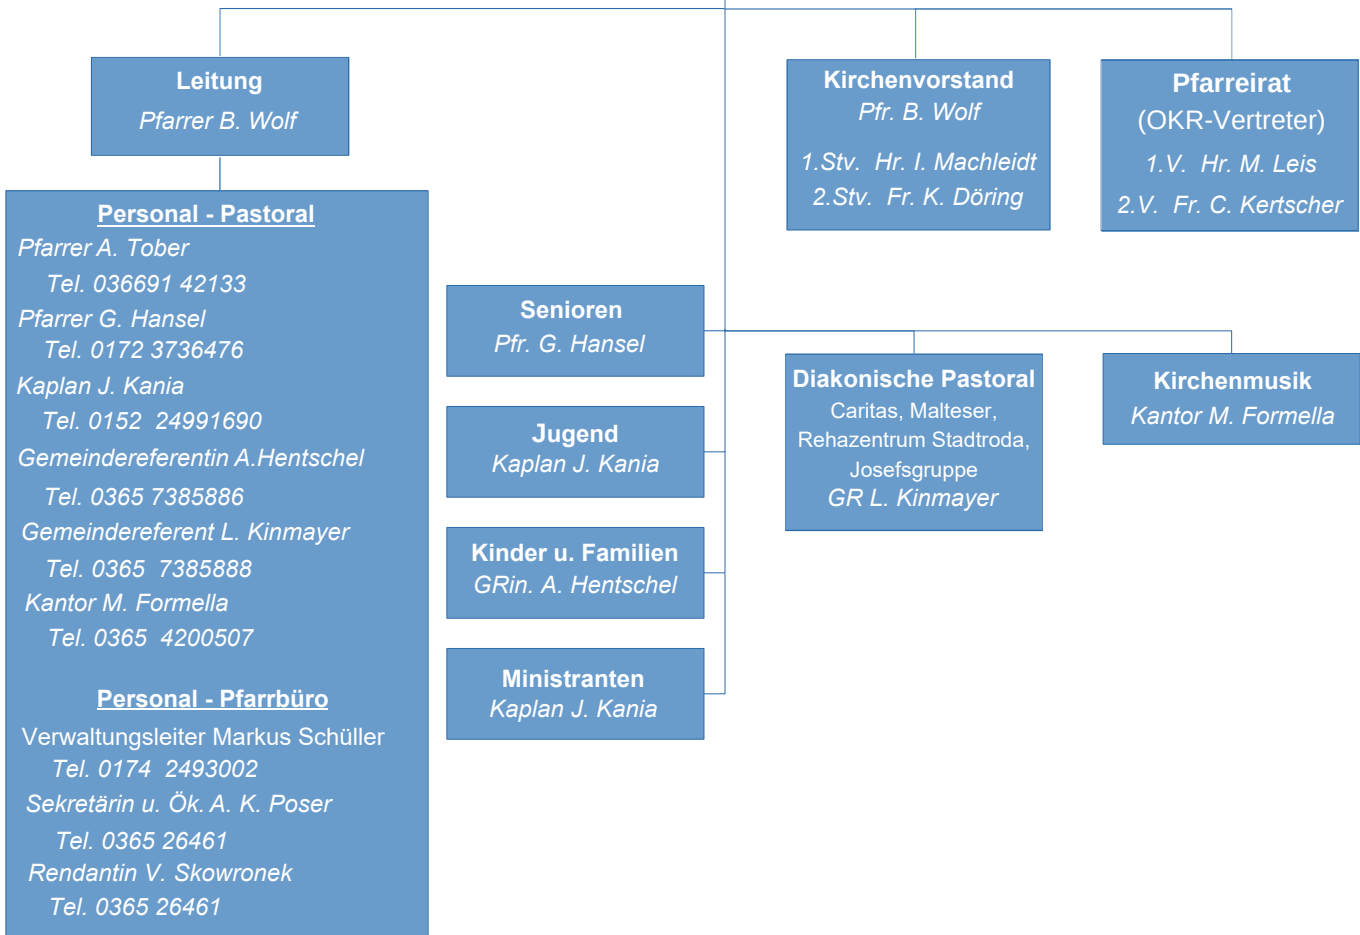 Leitung
Pfarrer B. Wolf
Kirchenvorstand
Pfr. B. Wolf
1.Stv. Hr. I. Machleidt
2.Stv. Fr. K. Döring
Pfarreirat
(OKR-Vertreter)
1.V. Hr. M. Leis
2.V. Fr. C. Kertscher
Personal - Pastoral
Pfarrer A. Tober
Tel. 036691 42133
Pfarrer G. Hansel
Tel. 0172 3736476
Kaplan J. Kania
Tel. 0152 24991690
Gemeindereferentin A.Hentschel
Tel. 0365 7385886
Gemeindereferent L. Kinmayer
Tel. 0365 7385888
Kantor M. Formella
Tel. 0365 4200507
Personal - Pfarrbüro
Verwaltungsleiter Markus Schüller
Tel. 0174 2493002
Sekretärin u. Ök. A. K. Poser
Tel. 0365 26461
Rendantin V. Skowronek
Tel. 0365 26461
Senioren
Pfr. G. Hansel
Jugend
Kaplan J. Kania
Kinder u. Familien
GRin. A. Hentschel
Ministranten
Kaplan J. Kania
Diakonische Pastoral
Caritas, Malteser,
Rehazentrum Stadtroda,
Josefsgruppe
GR L. Kinmayer
Kirchenmusik
Kantor M. Formella